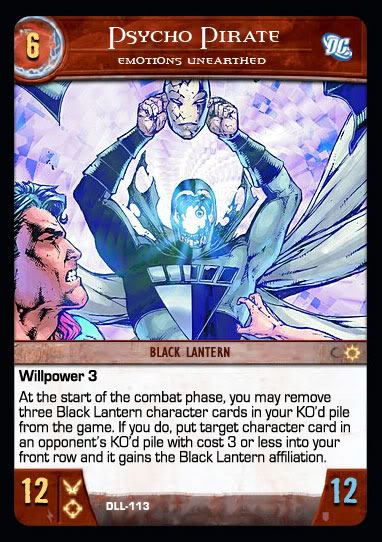 6
PSYCHO PIRATE
EMOTIONS UNEARTHED
DC
BLACK LANTERN
C
Willpower 3
At the start of the combat phase, you may remove
three Black Lantern character cards in your KO'd pile
from the game. If you do, put target character card
in an opponent's KO'd pile with cost 3 or less into your
front row and it gains the Black Lantern affiliation.
12
DLL-113
12